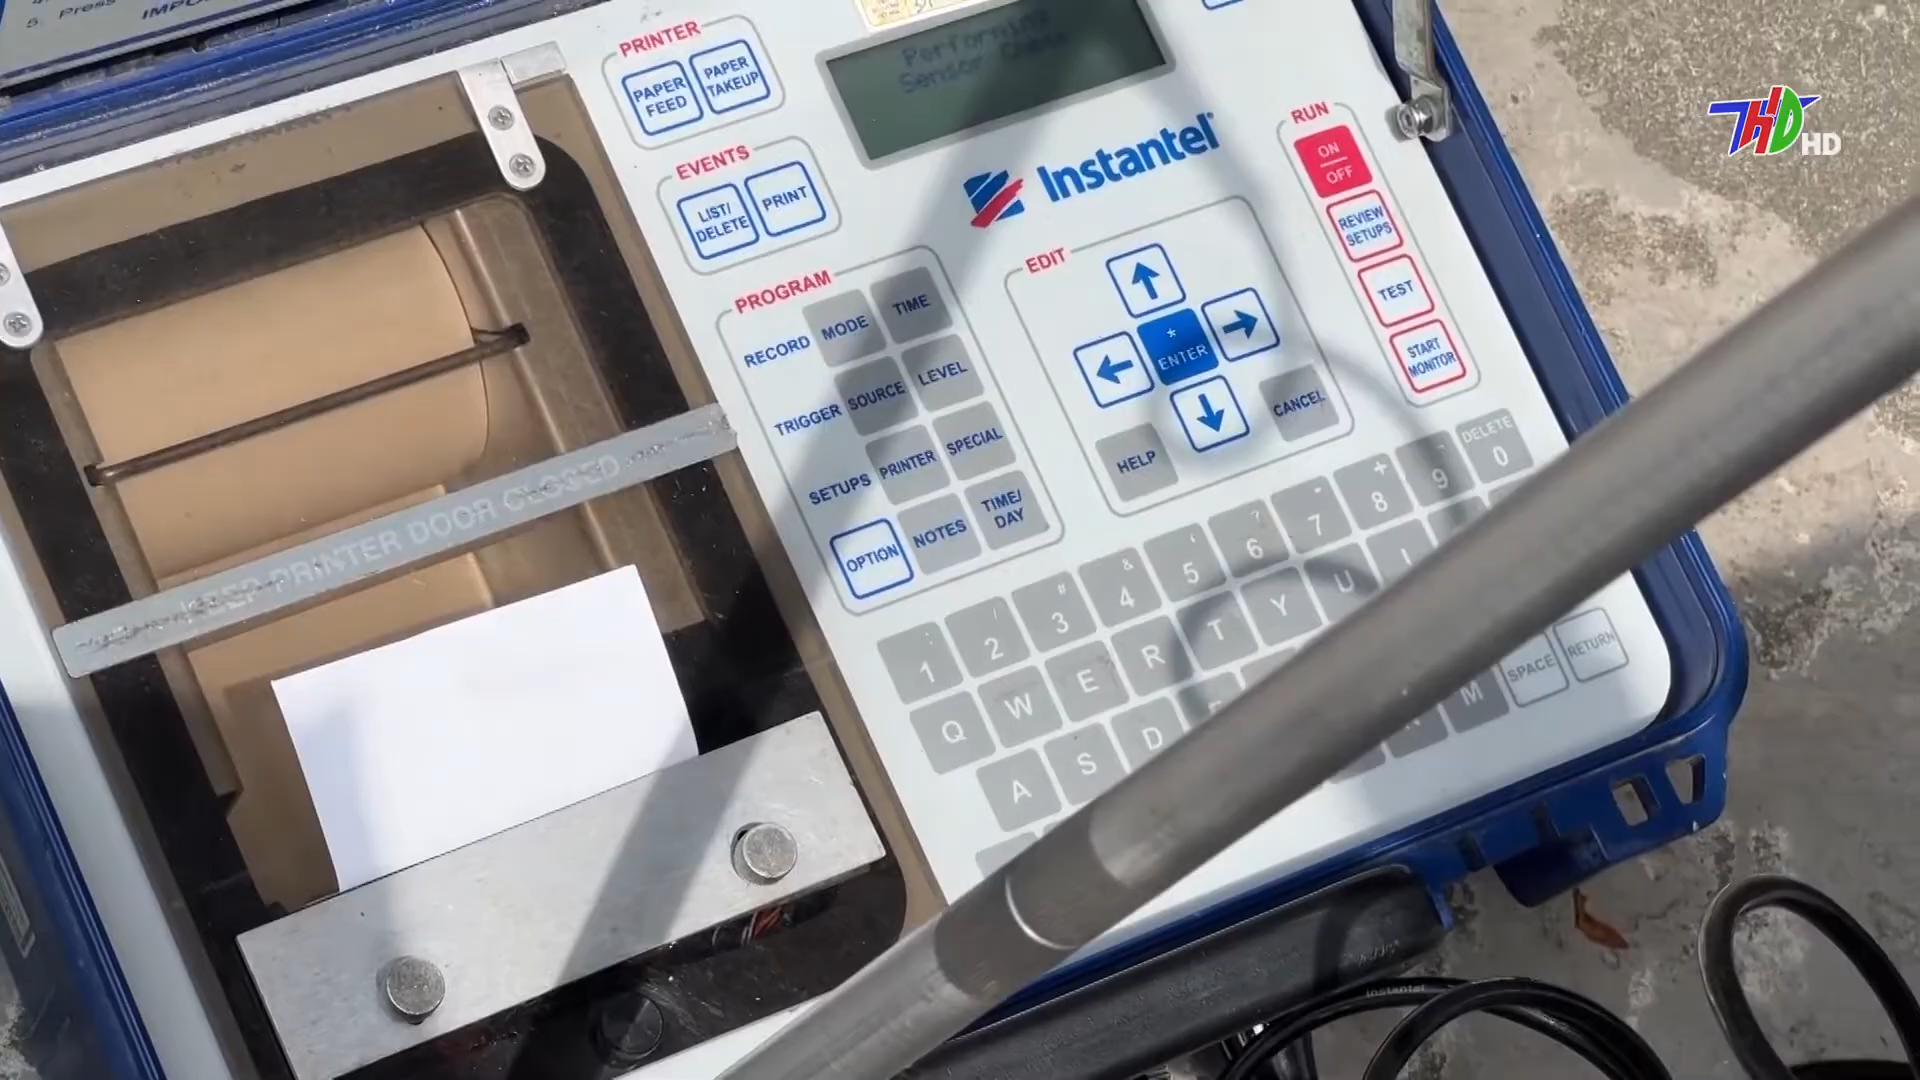 5. Press
PRINTER
PAPER
FEED
PAPER
TAKEUP
Performing
Sensor Check
EVENTS
LIST/
DELETE
PRINT
Instantel
RUN
ON
OFF
REVIEW
SETUPS
TEST
START
MONITOR
PROGRAM
RECORD
MODE
TIME
TRIGGER
SOURCE
LEVEL
SETUPS
PRINTER
SPECIAL
OPTION
NOTES
TIME/
DAY
EDIT
*
ENTER
HELP
CANCEL
KEEP PRINTER DOOR CLOSED
1 2 3 4 5 6 7 8 9
DELETE
0
Q W E R T Y U
A S D
M
SPACE
RETURN
Instantel
THD HD